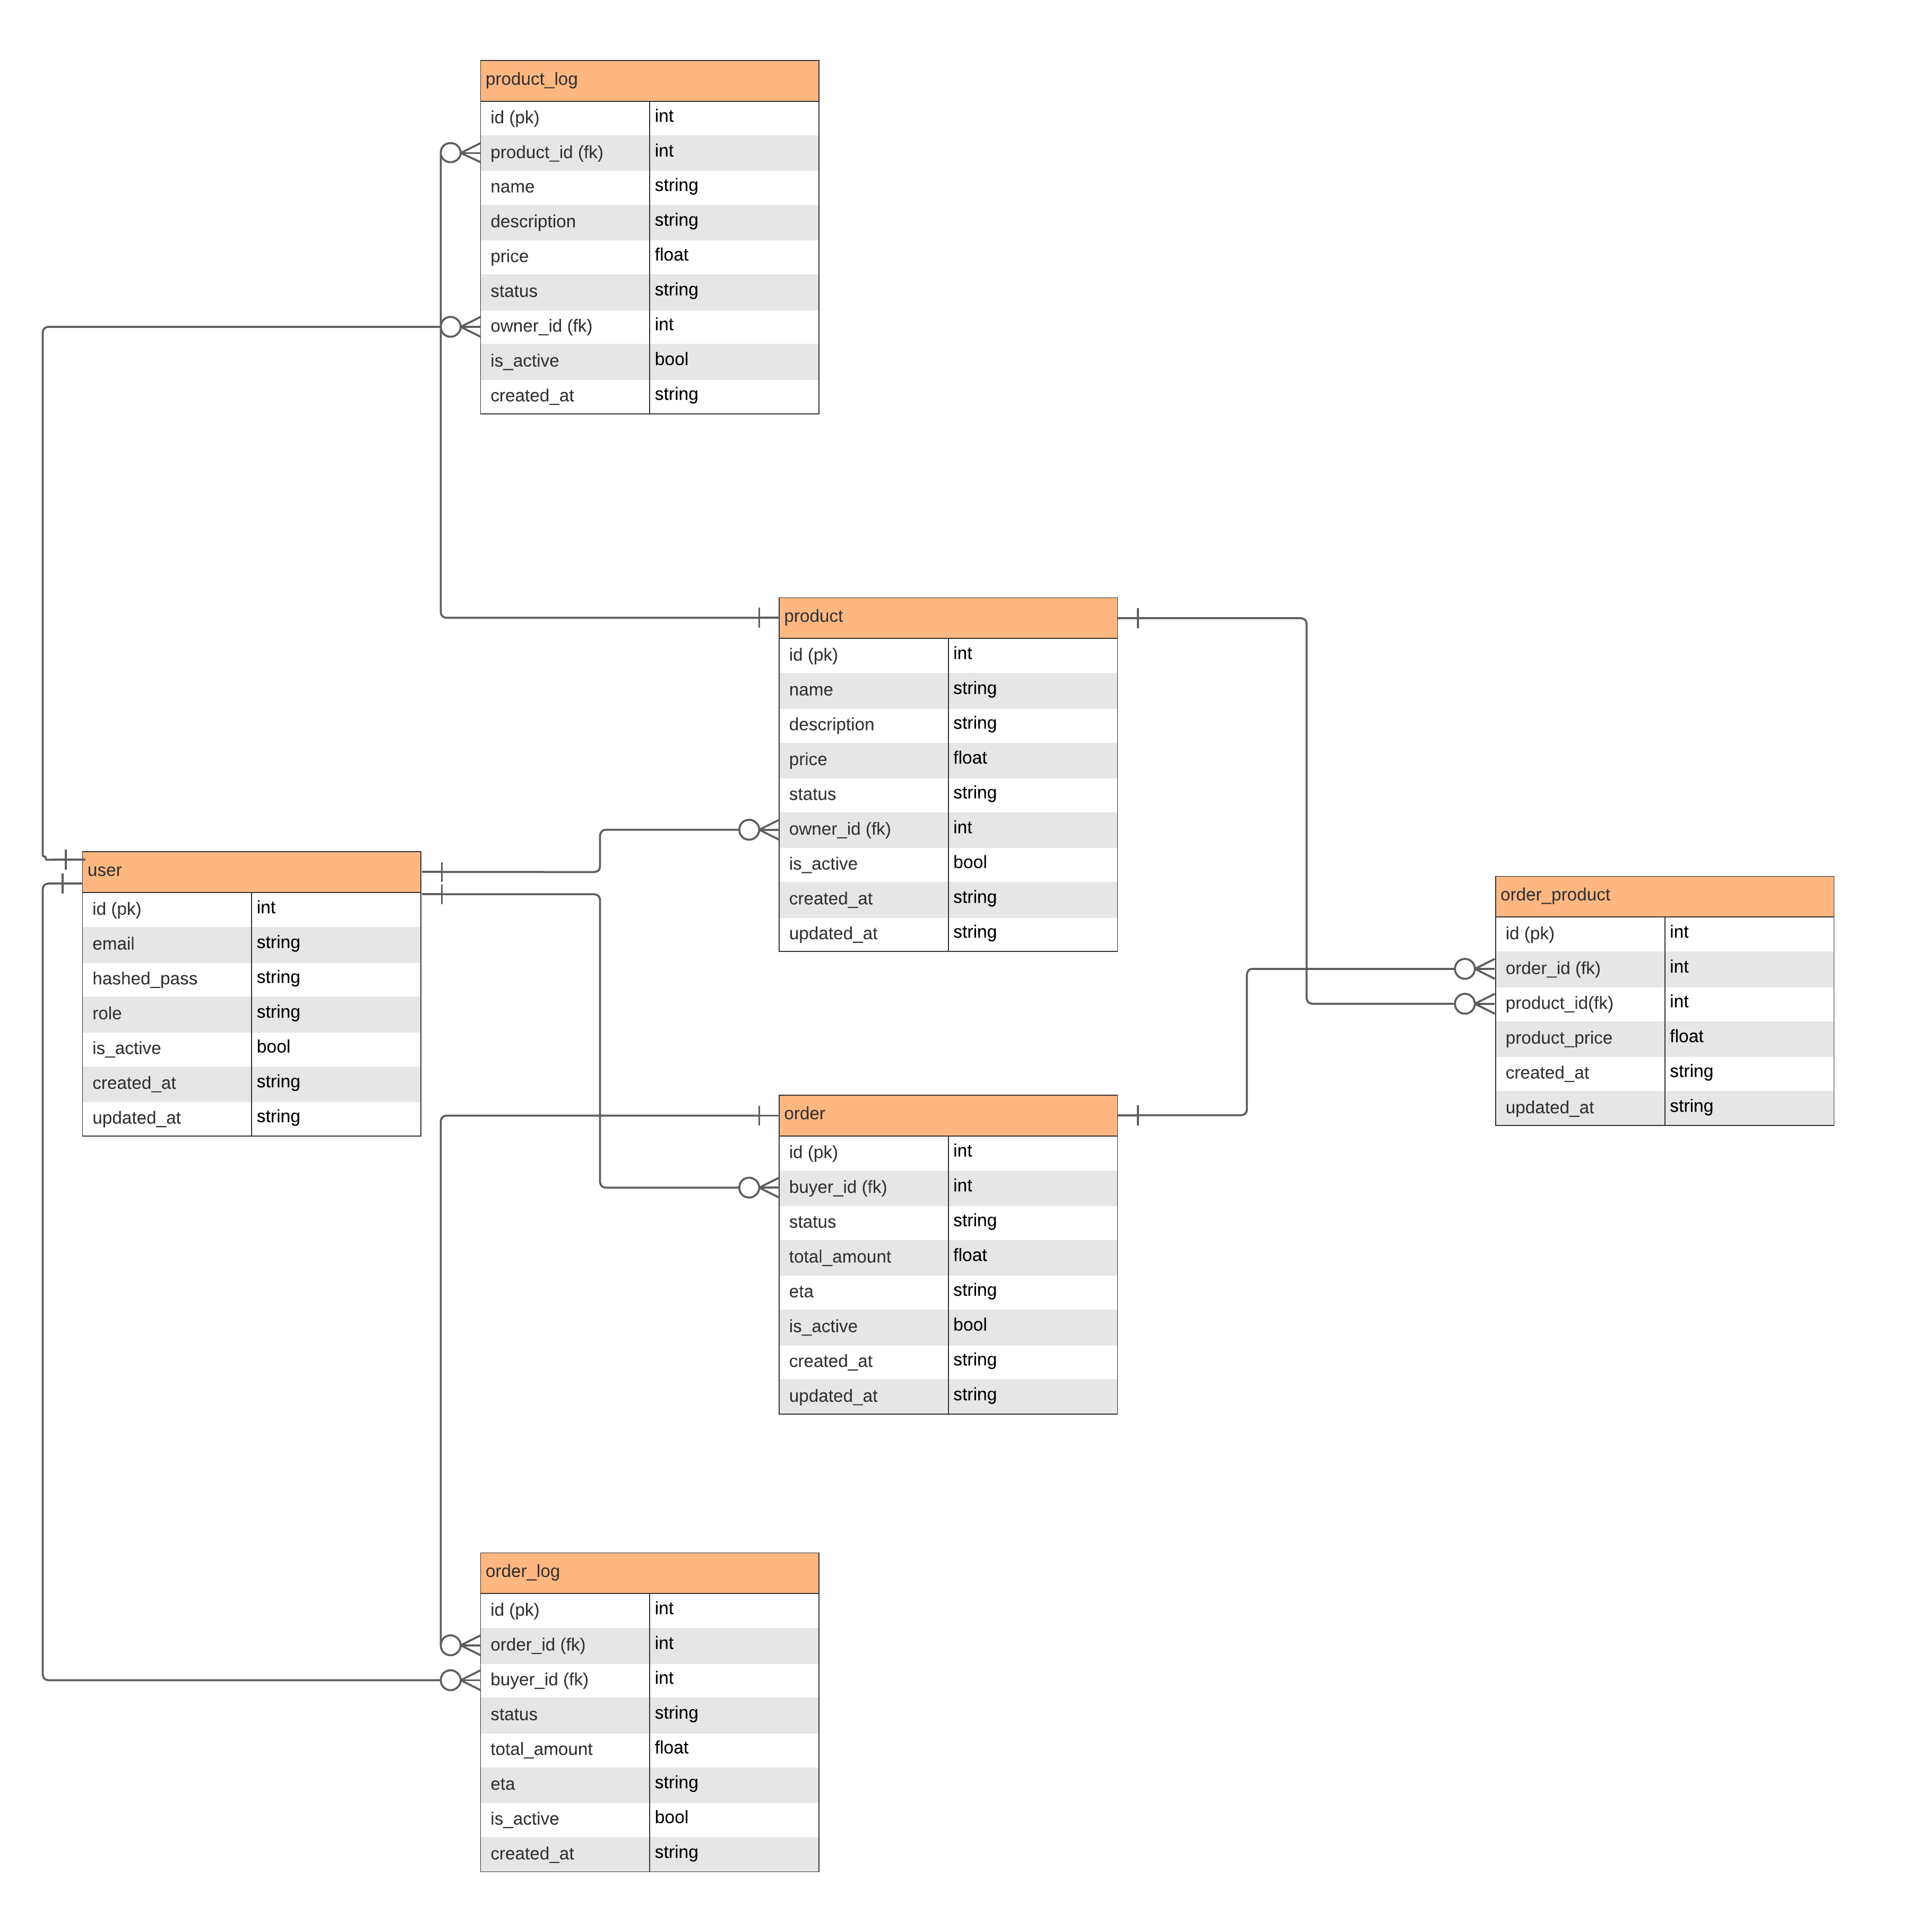 product_log
id (pk) int
product_id (fk) int
name string
description string
price float
status string
owner_id (fk) int
is_active bool
created_at string
product
id (pk) int
name string
description string
price float
status string
owner_id (fk) int
is_active bool
created_at string
updated_at string
user
id (pk) int
email string
hashed_pass string
role string
is_active bool
created_at string
updated_at string
order_product
id (pk) int
order_id (fk) int
product_id(fk) int
product_price float
created_at string
updated_at string
order
id (pk) int
buyer_id (fk) int
status string
total_amount float
eta string
is_active bool
created_at string
updated_at string
order_log
id (pk) int
order_id (fk) int
buyer_id (fk) int
status string
total_amount float
eta string
is_active bool
created_at string